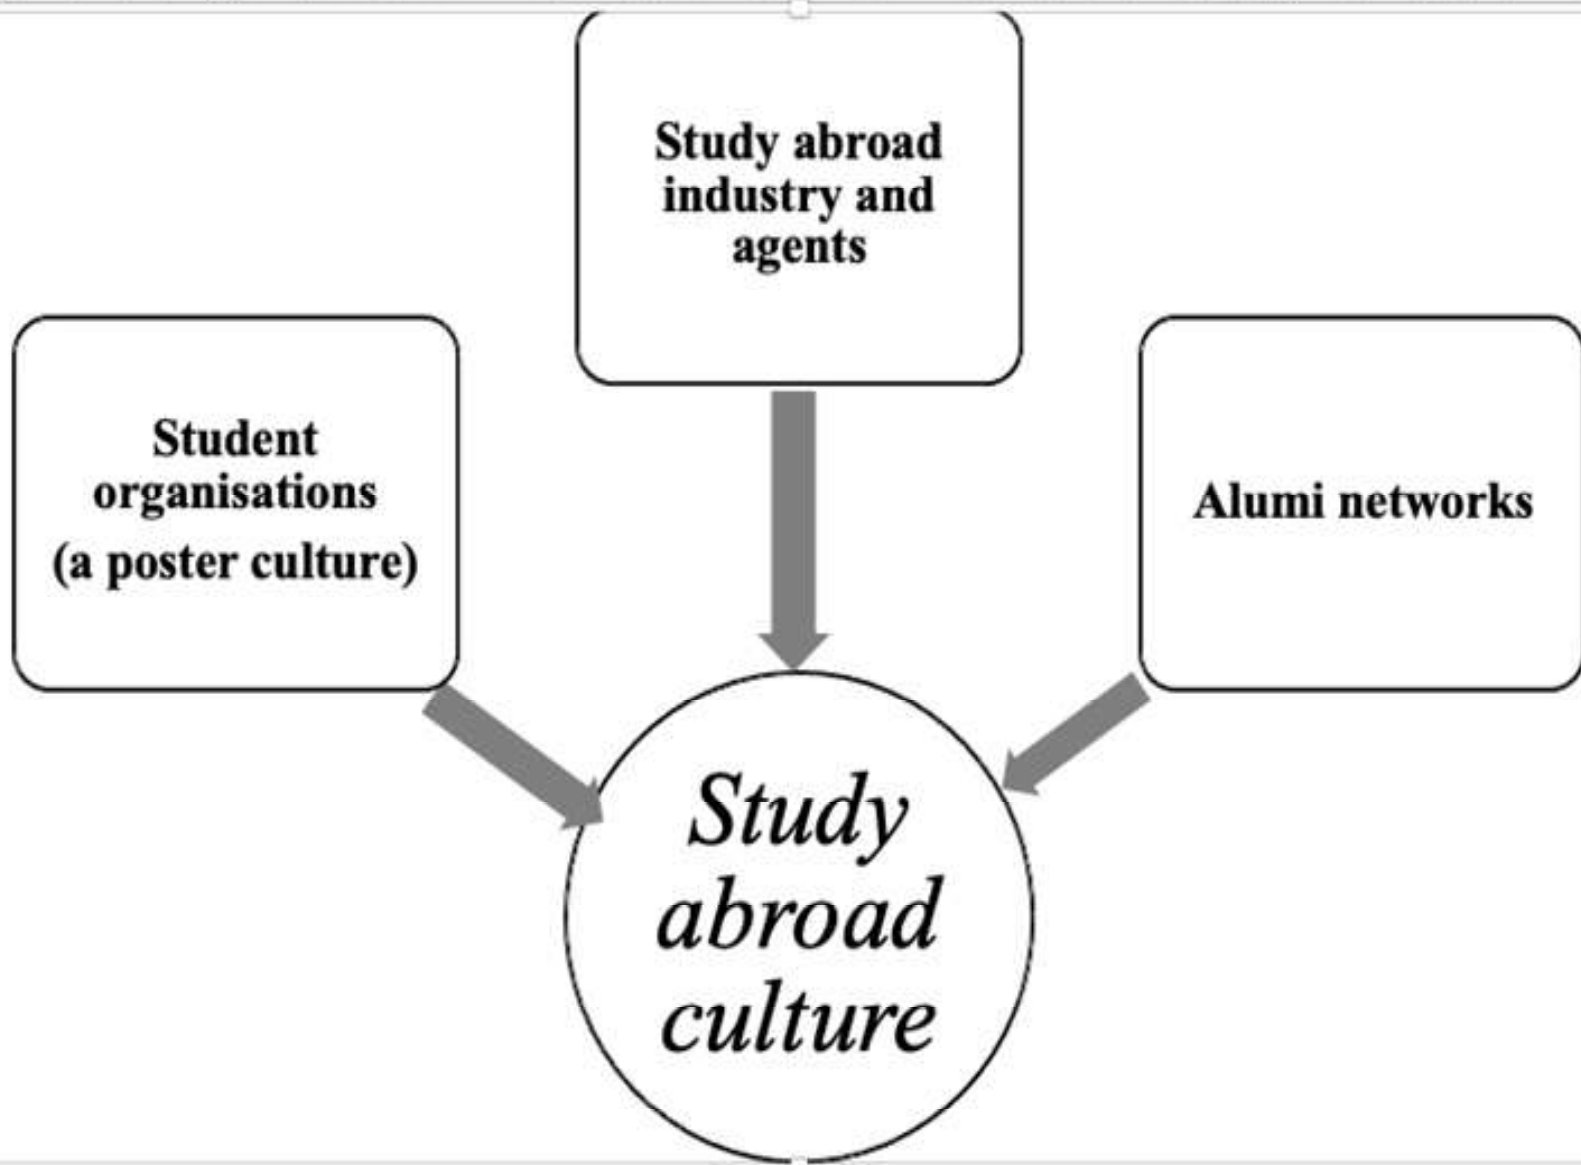 Study abroad
industry and
agents
Student
organisations
(a poster culture)
Alumi networks
Study
abroad
culture